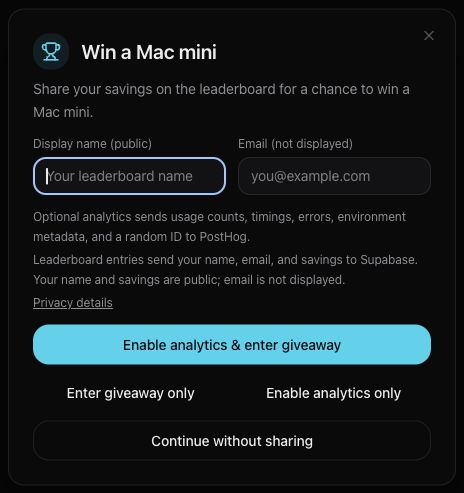 Win a Mac mini
Share your savings on the leaderboard for a chance to win a
Mac mini.
Display name (public)
Email (not displayed)
Your leaderboard name
you@example.com
Optional analytics sends usage counts, timings, errors, environment
metadata, and a random ID to PostHog.
Leaderboard entries send your name, email, and savings to Supabase.
Your name and savings are public; email is not displayed.
Privacy details
Enable analytics & enter giveaway
Enter giveaway only
Enable analytics only
Continue without sharing